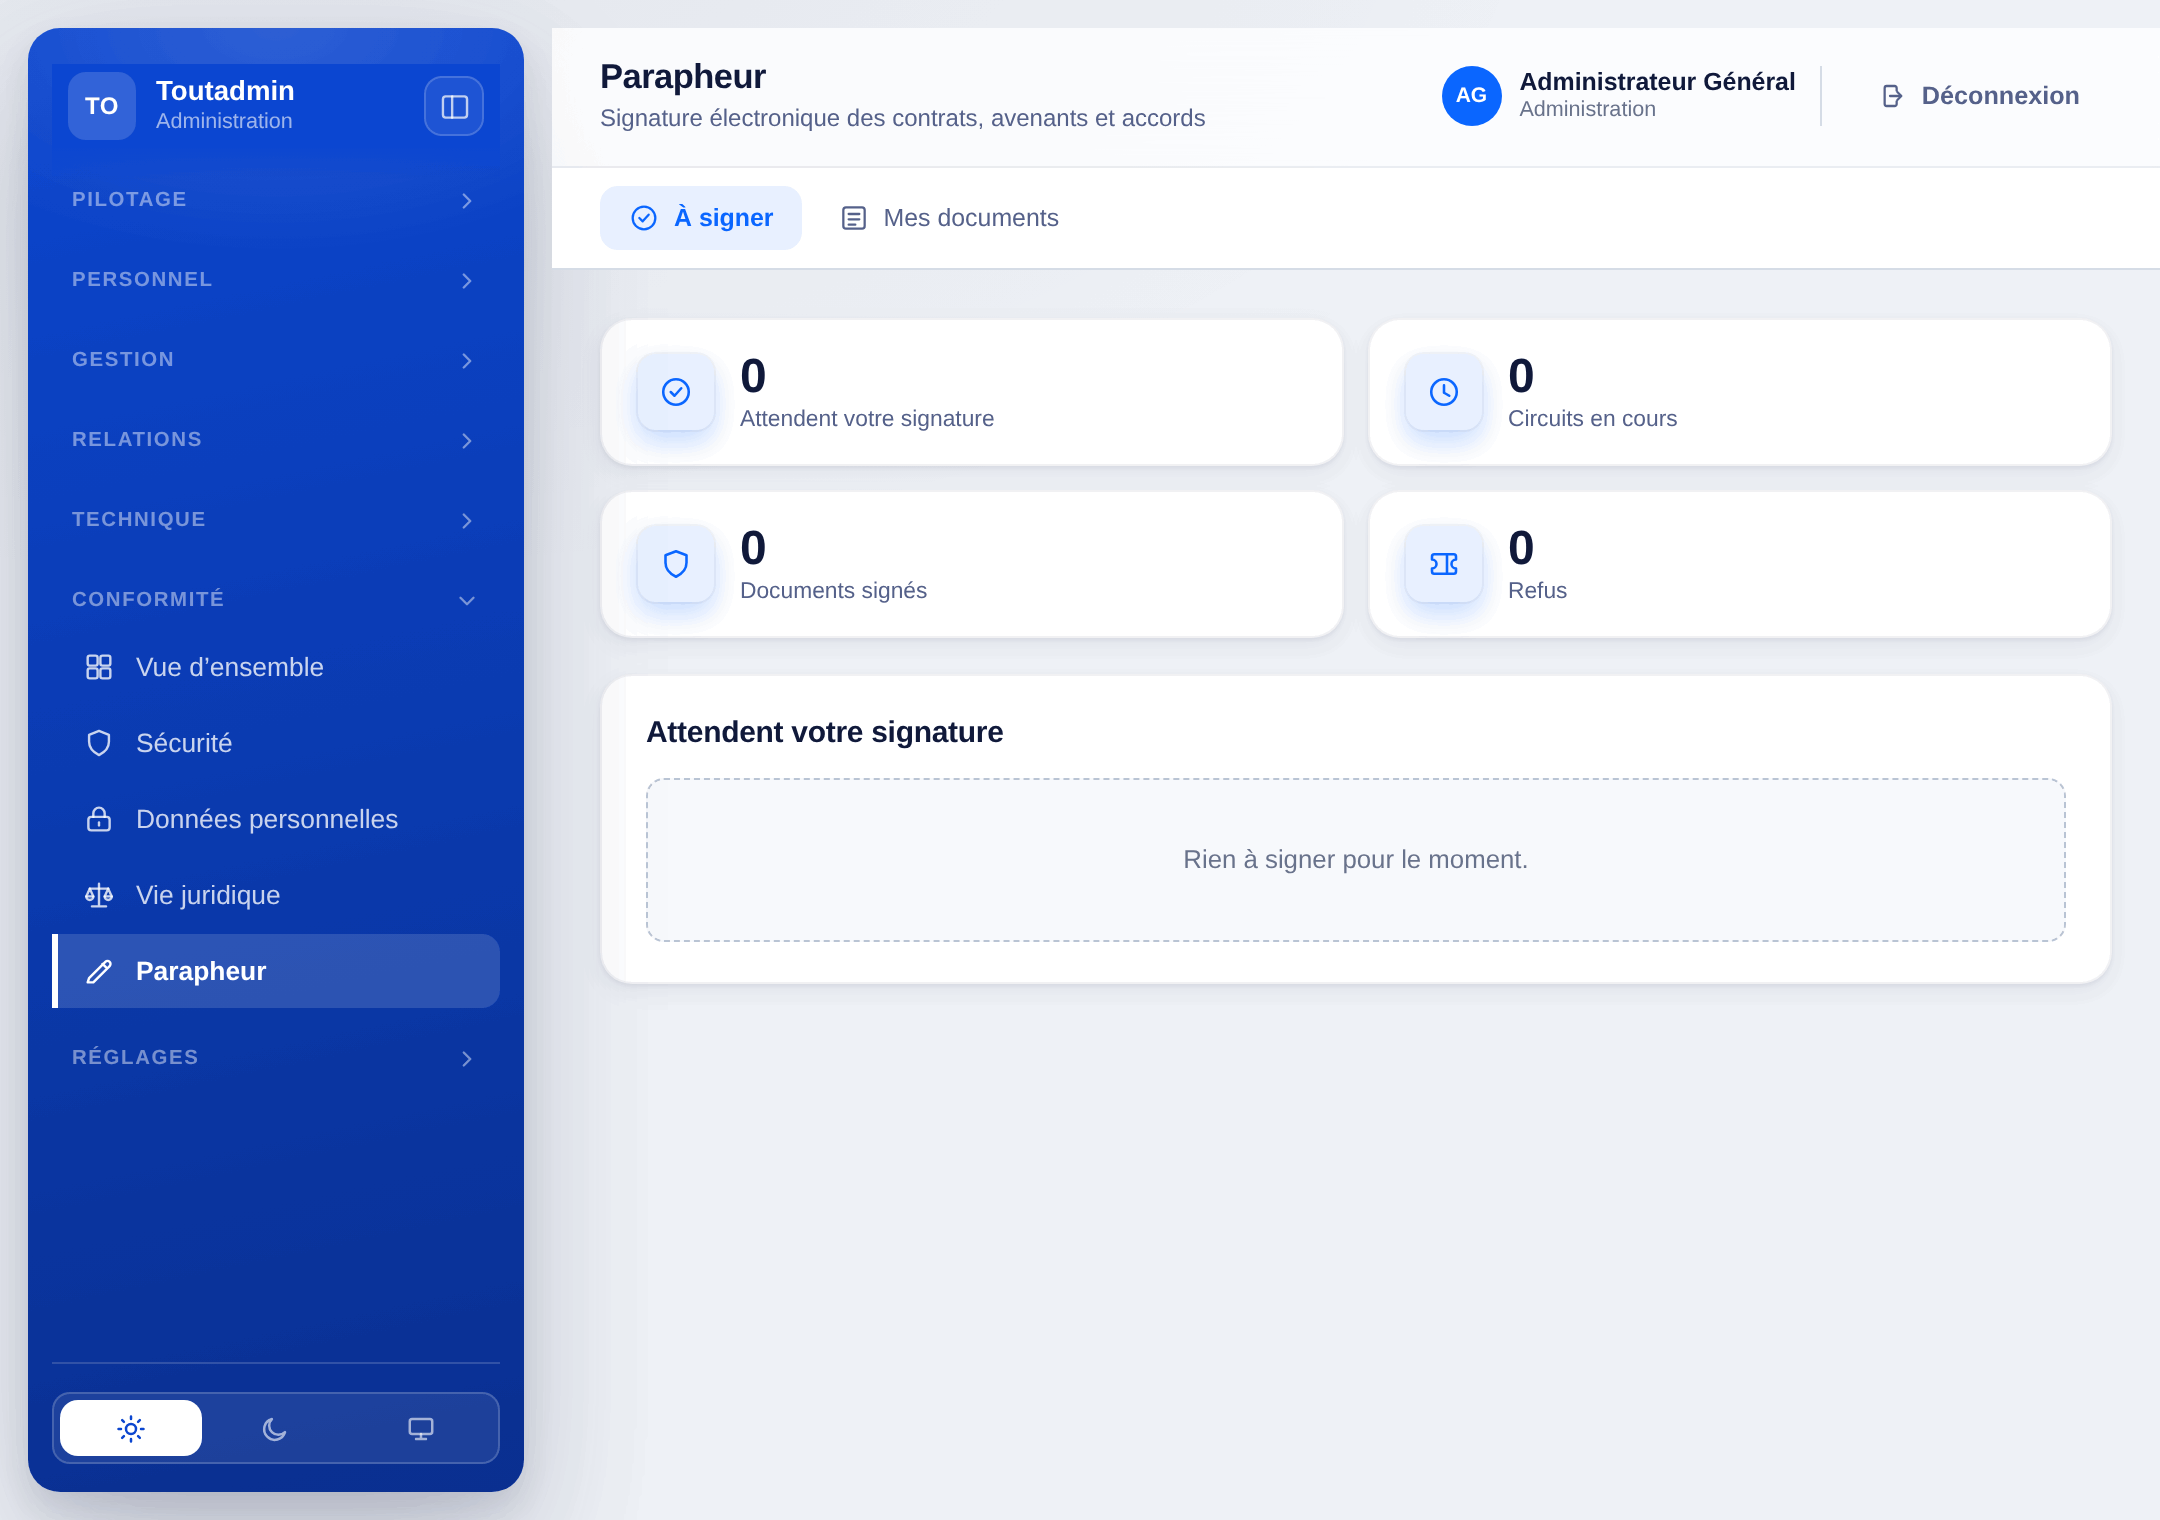 TO
Toutadmin
Administration
PILOTAGE
PERSONNEL
GESTION
RELATIONS
TECHNIQUE
CONFORMITÉ
Vue d’ensemble
Sécurité
Données personnelles
Vie juridique
Parapheur
RÉGLAGES
Parapheur
Signature électronique des contrats, avenants et accords
AG
Administrateur Général
Administration
Déconnexion
À signer
Mes documents
0
Attendent votre signature
0
Circuits en cours
0
Documents signés
0
Refus
Attendent votre signature
Rien à signer pour le moment.